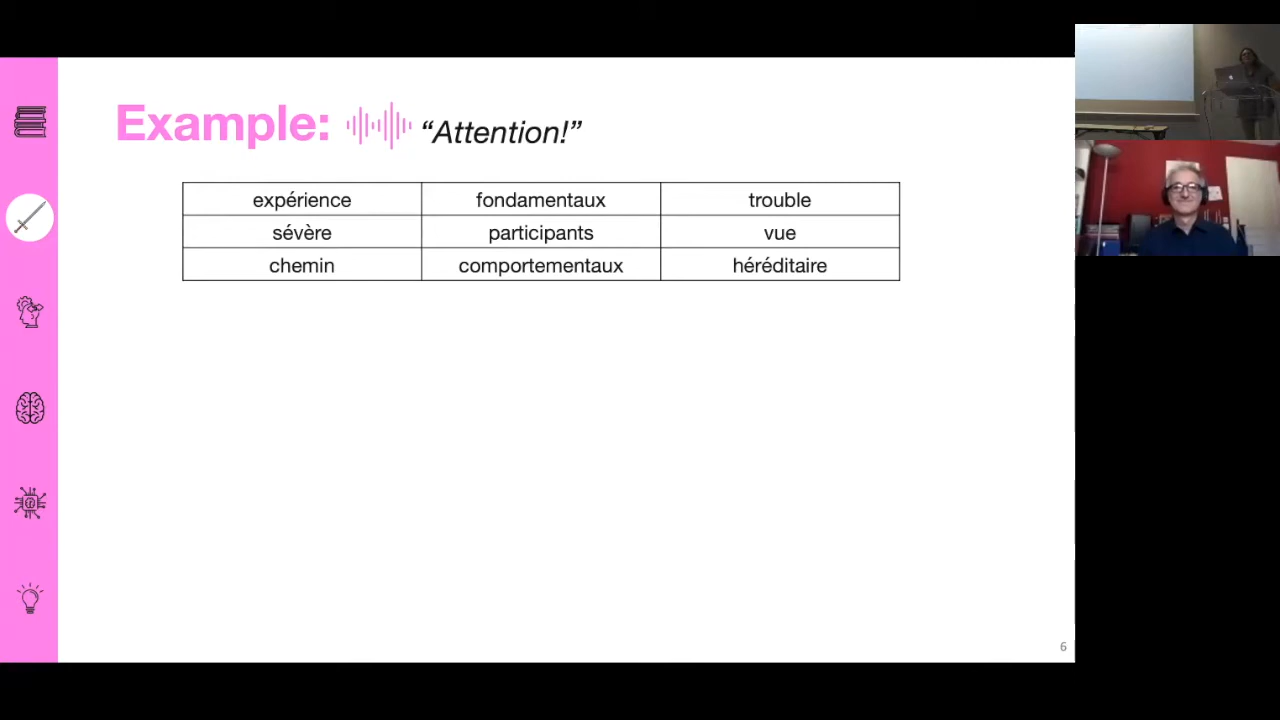 Example: “Attention!”
expérience fondamentaux trouble
sévère participants vue
chemin comportementaux héréditaire
6